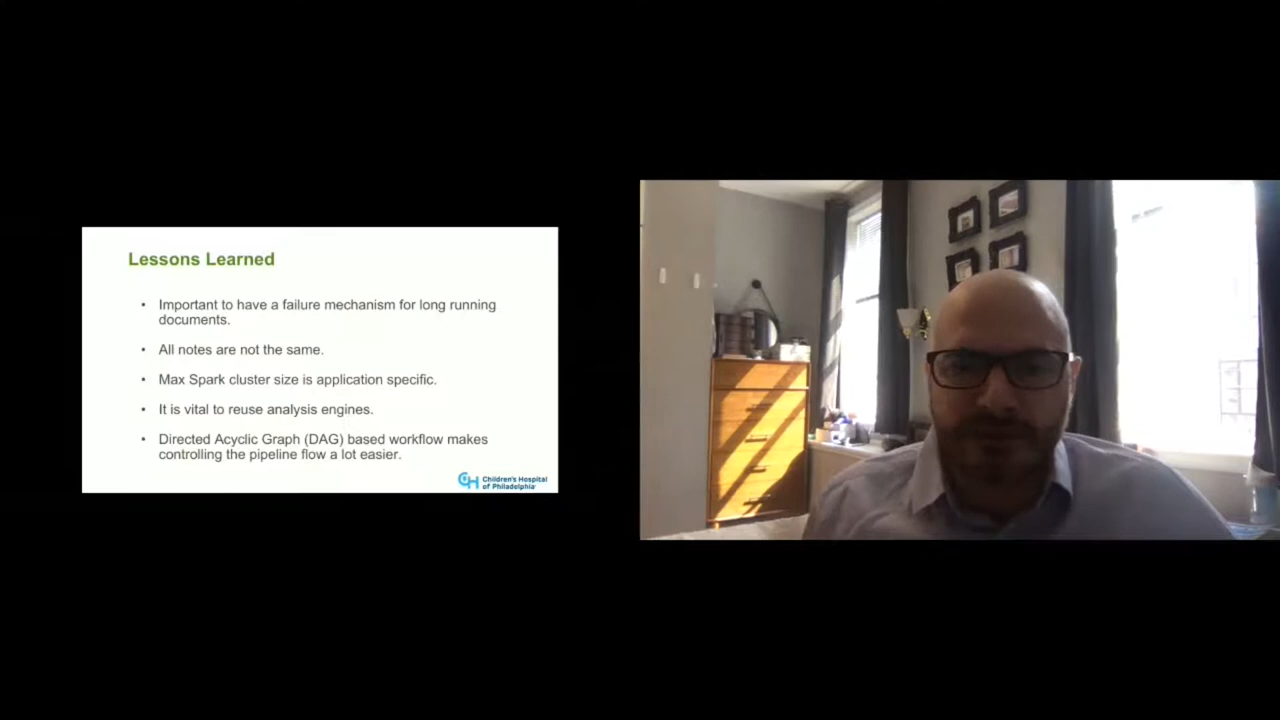 Lessons Learned
• Important to have a failure mechanism for long running
documents.
• All notes are not the same.
• Max Spark cluster size is application specific.
• It is vital to reuse analysis engines.
• Directed Acyclic Graph (DAG) based workflow makes
controlling the pipeline flow a lot easier.
CH Children's Hospital
of Philadelphia